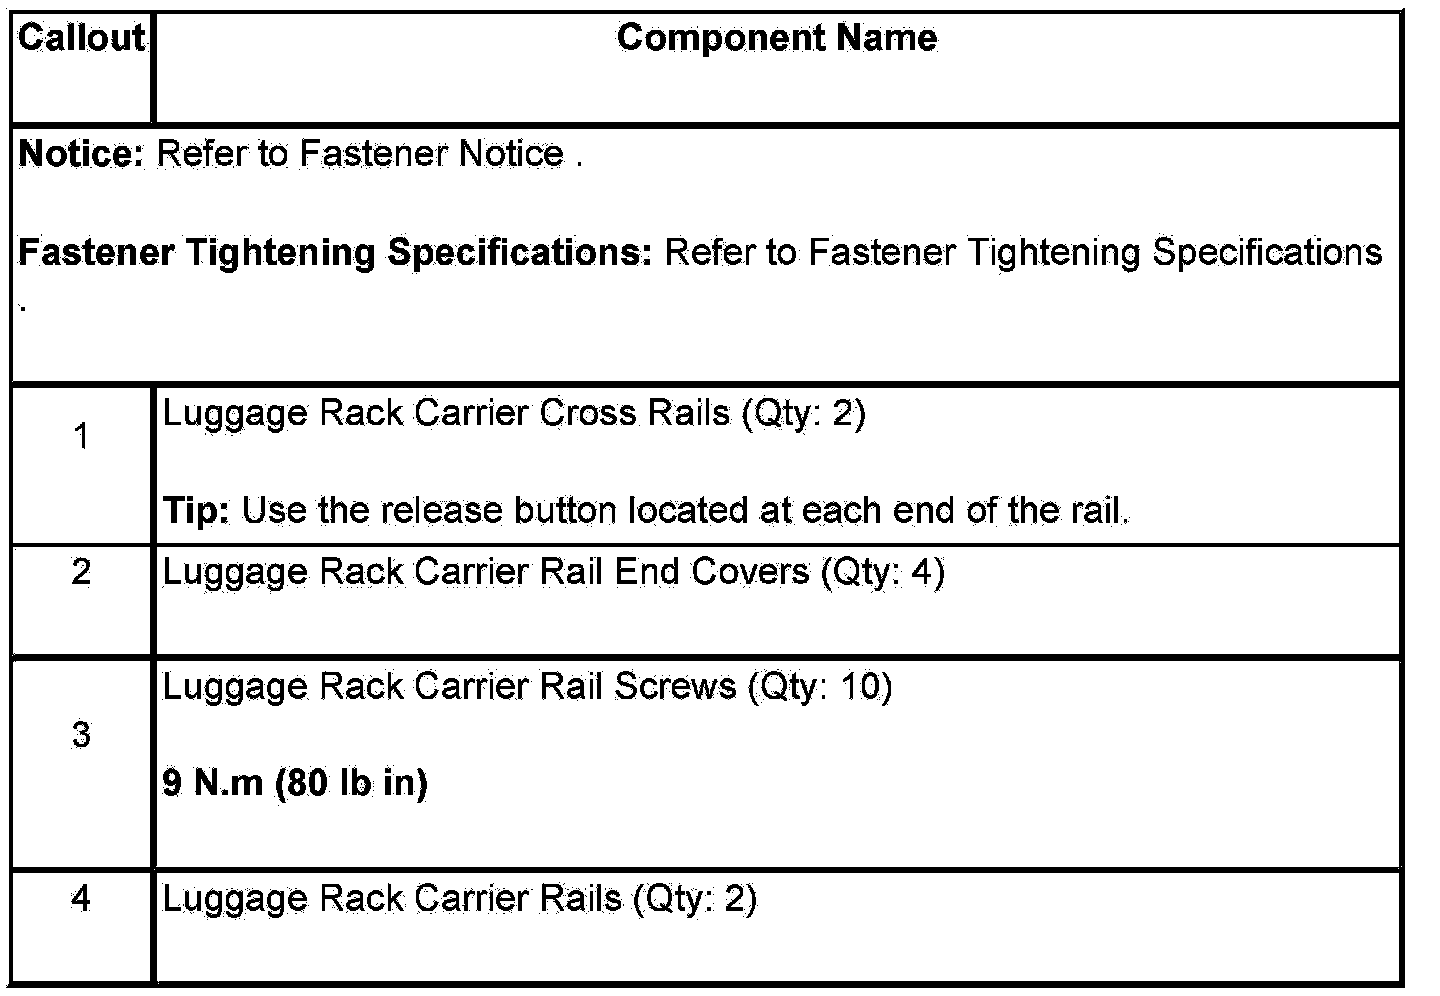 Callout Component Name
Notice: Refer to Fastener Notice .
Fastener Tightening Specifications: Refer to Fastener Tightening Specifications
.
1
Luggage Rack Carrier Cross Rails (Qty: 2)
Tip: Use the release button located at each end of the rail.
2 Luggage Rack Carrier Rail End Covers (Qty: 4)
3
Luggage Rack Carrier Rail Screws (Qty: 10)
9 N.m (80 lb in)
4 Luggage Rack Carrier Rails (Qty: 2)